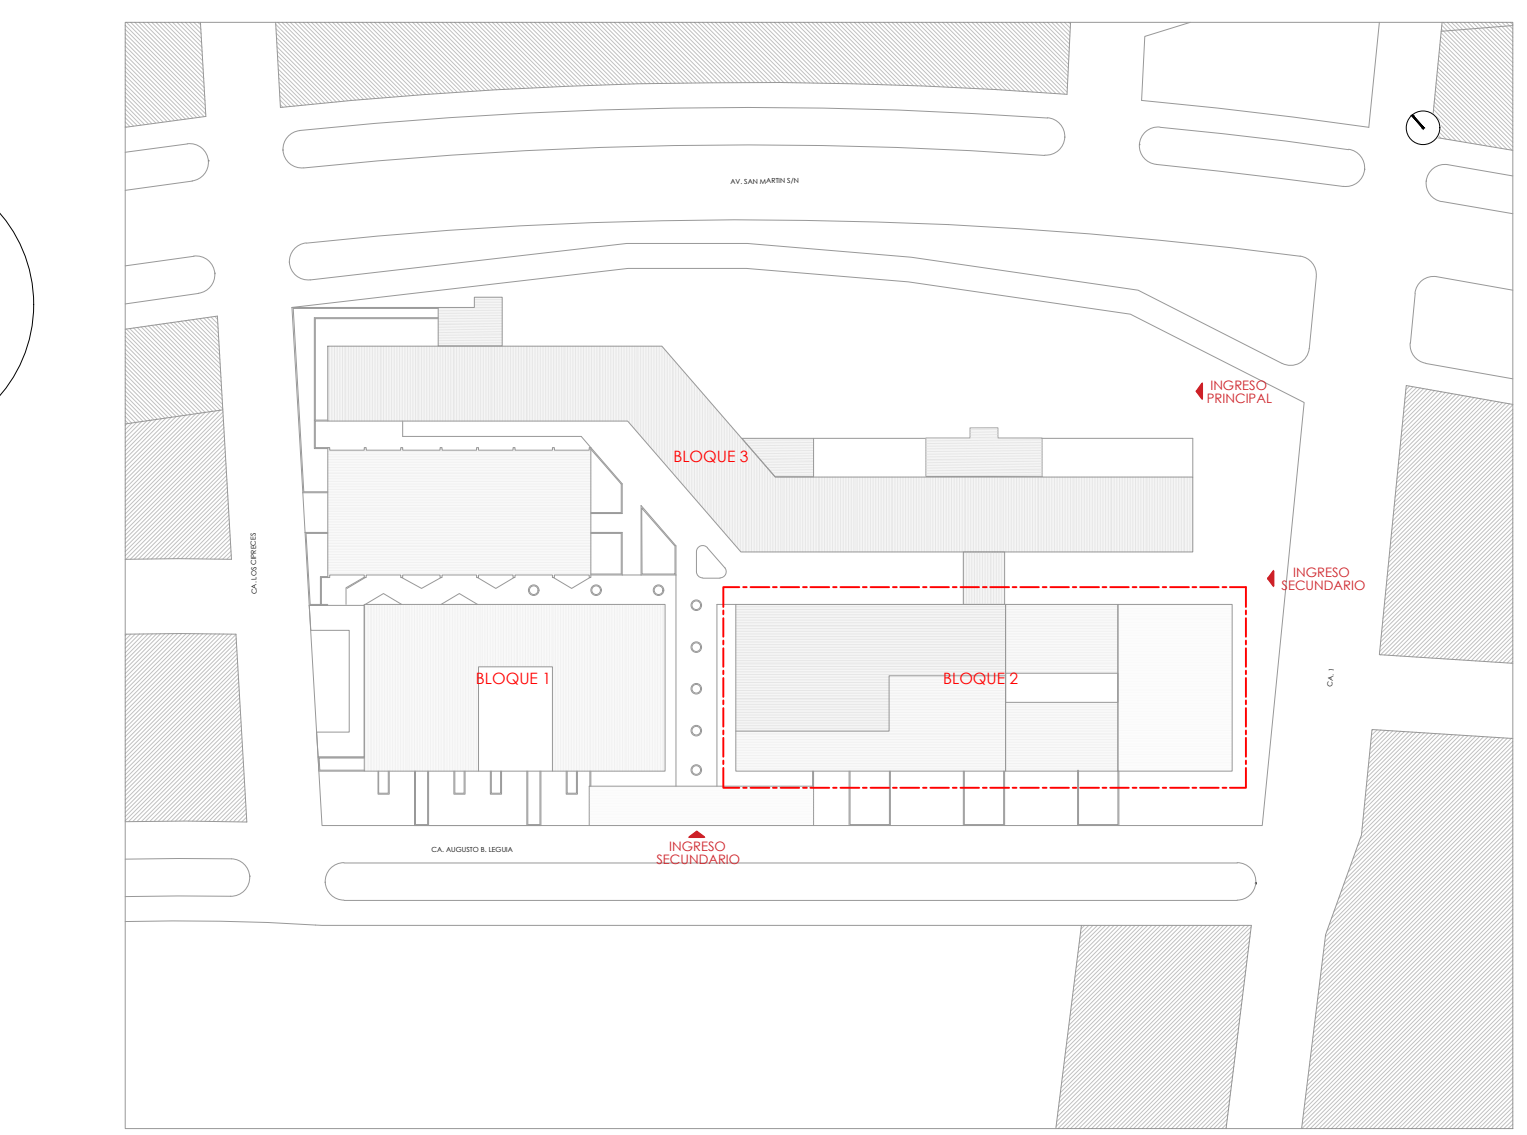 AV. SAN MARTIN S/N
INGRESO
PRINCIPAL
BLOQUE 3
CA. LOS CIPRECES
INGRESO
SECUNDARIO
BLOQUE 1
BLOQUE 2
CA. 1
INGRESO
SECUNDARIO
CA. AUGUSTO B. LEGUIA